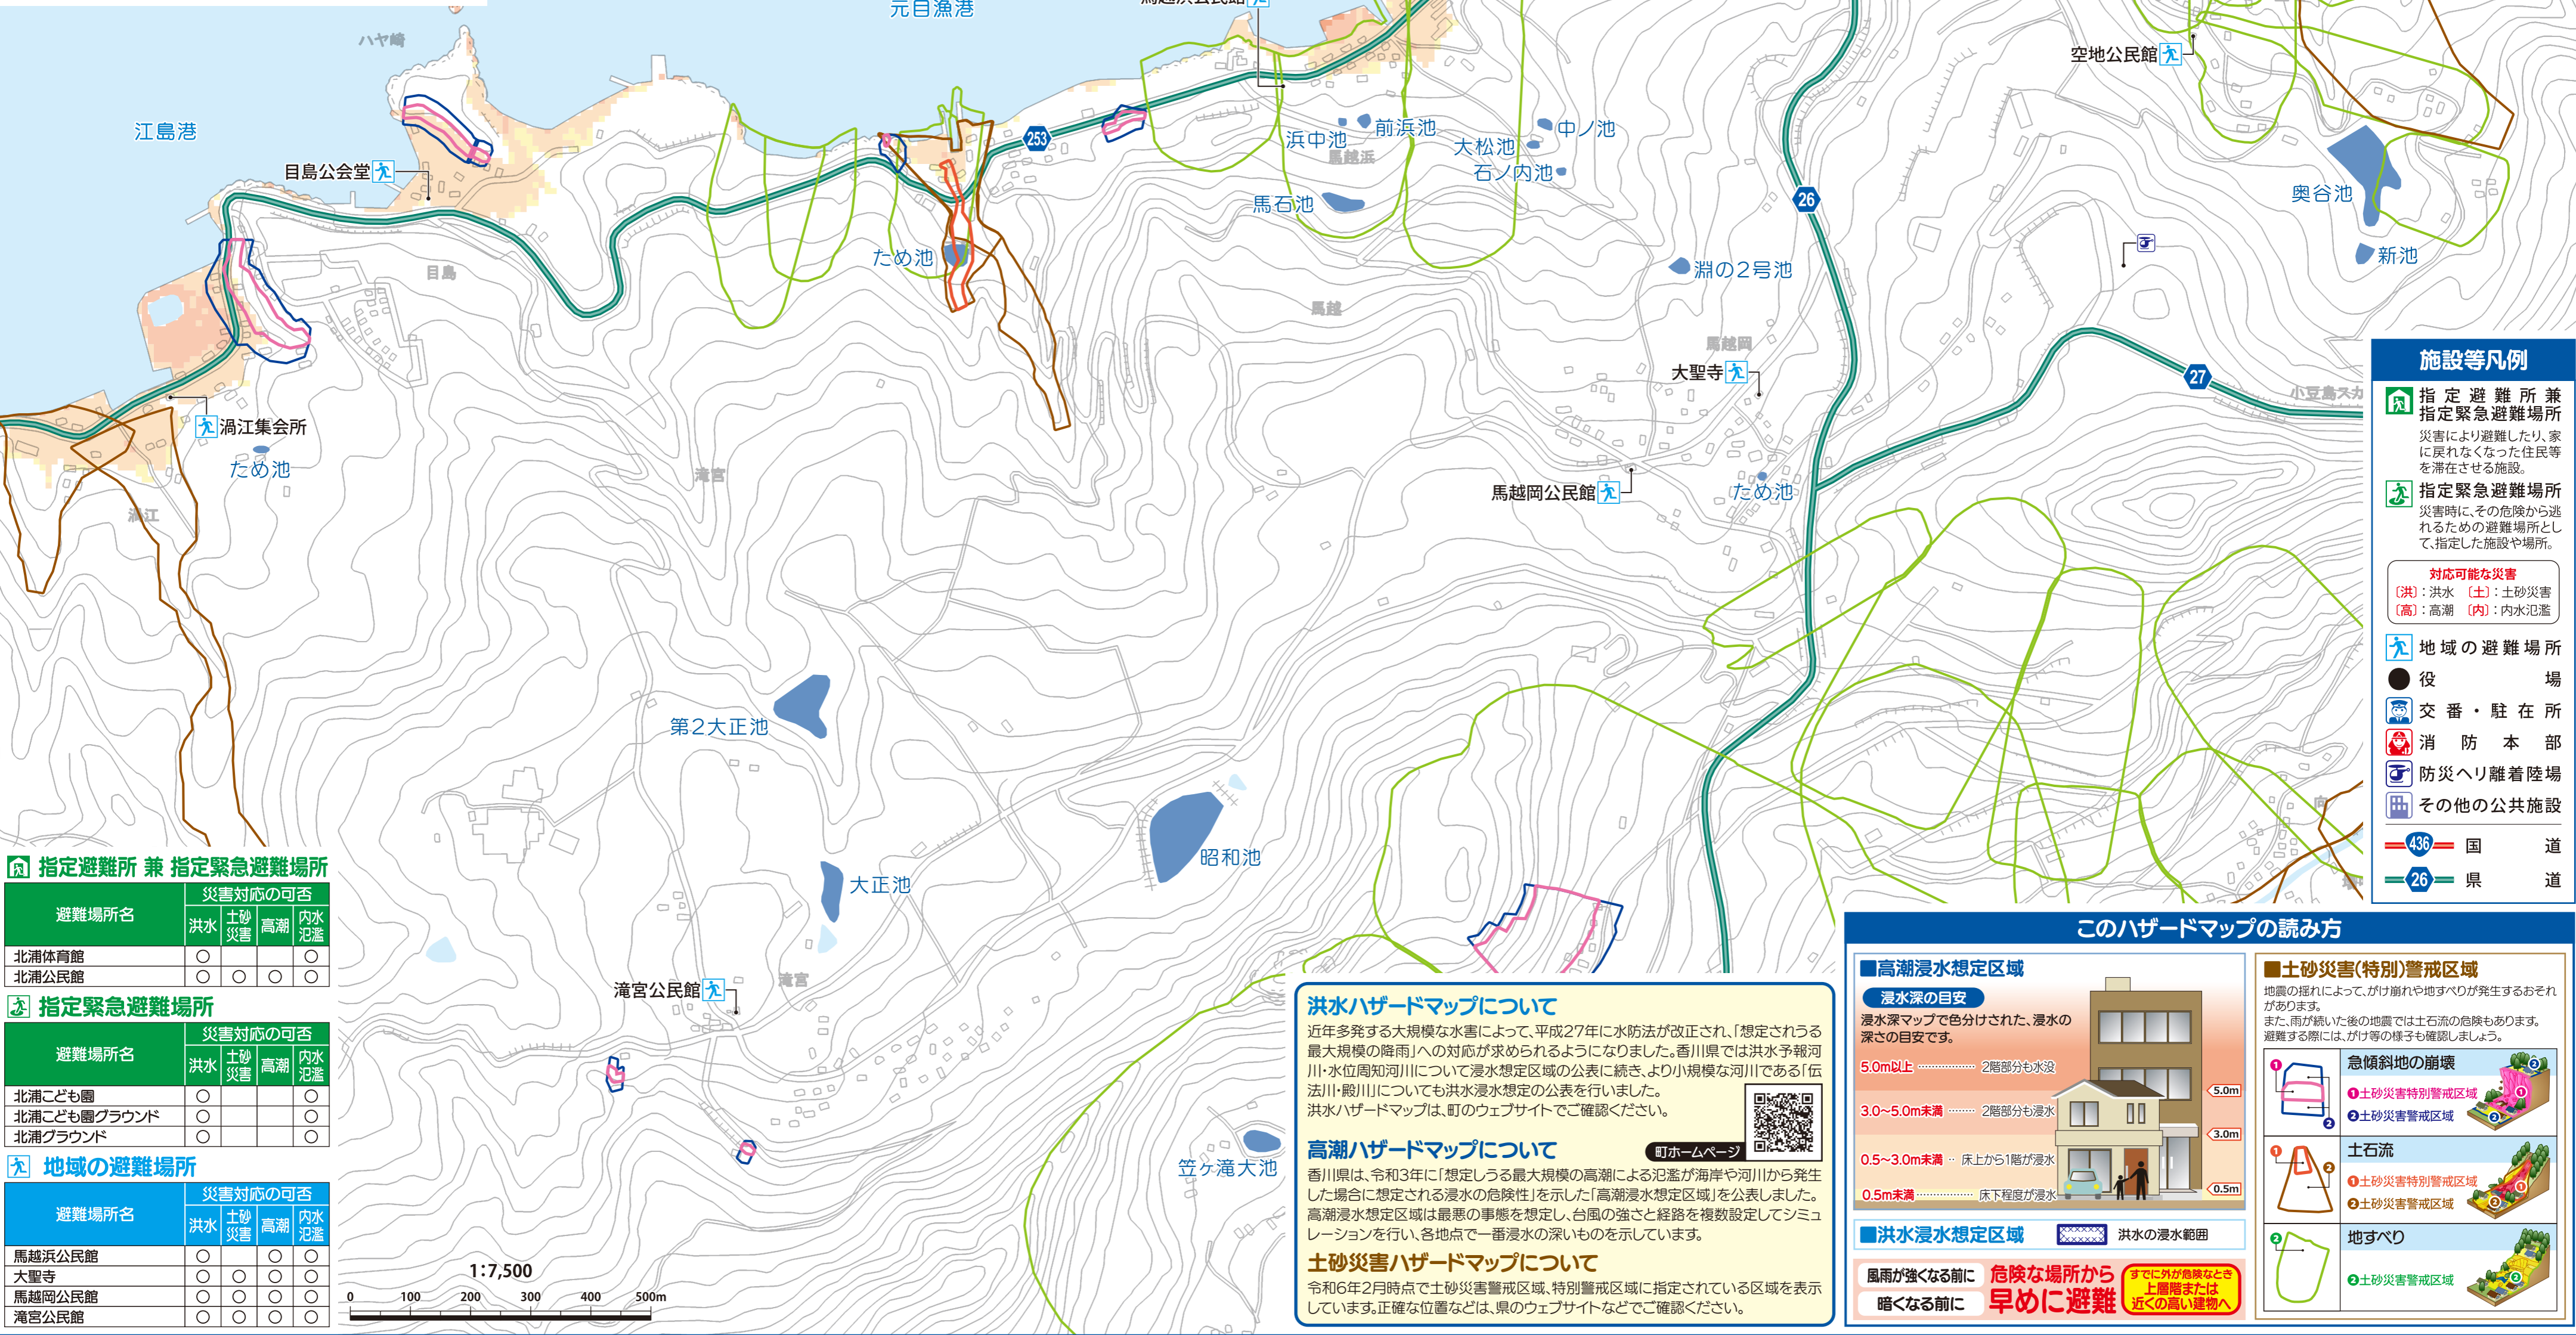 元目漁港
ハヤ崎
空地公民館
江島港
目島公会堂
253
浜中池
前浜池
馬越浜
大松池
中ノ池
石ノ内池
26
馬石池
奥谷池
ため池
新池
目島
淵の2号池
馬越
馬越岡
大聖寺
27
小豆島スカ
渦江集会所
ため池
滝宮
馬越岡公民館
ため池
渦江
第2大正池
昭和池
大正池
滝宮公民館
滝宮
笠ヶ滝大池
1:7,500
0 100 200 300 400 500m
指定避難所 兼 指定緊急避難場所
避難場所名 災害対応の可否
洪水 土砂災害 高潮 内水氾濫
北浦体育館 ○ ○
北浦公民館 ○ ○ ○ ○
指定緊急避難場所
避難場所名 災害対応の可否
洪水 土砂災害 高潮 内水氾濫
北浦こども園 ○ ○
北浦こども園グラウンド ○ ○
北浦グラウンド ○ ○
地域の避難場所
避難場所名 災害対応の可否
洪水 土砂災害 高潮 内水氾濫
馬越浜公民館 ○ ○ ○
大聖寺 ○ ○ ○ ○
馬越岡公民館 ○ ○ ○ ○
滝宮公民館 ○ ○ ○ ○
洪水ハザードマップについて
近年多発する大規模な水害によって、平成27年に水防法が改正され、「想定されうる
最大規模の降雨」への対応が求められるようになりました。香川県では洪水予報河
川・水位周知河川について浸水想定区域の公表に続き、より小規模な河川である「伝
法川・殿川」についても洪水浸水想定の公表を行いました。
洪水ハザードマップは、町のウェブサイトでご確認ください。
町ホームページ
高潮ハザードマップについて
香川県は、令和3年に「想定しうる最大規模の高潮による氾濫が海岸や河川から発生
した場合に想定される浸水の危険性」を示した「高潮浸水想定区域」を公表しました。
高潮浸水想定区域は最悪の事態を想定し、台風の強さと経路を複数設定してシミュ
レーションを行い、各地点で一番浸水の深いものを示しています。
土砂災害ハザードマップについて
令和6年2月時点で土砂災害警戒区域、特別警戒区域に指定されている区域を表示
しています。正確な位置などは、県のウェブサイトなどでご確認ください。
施設等凡例
指定避難所兼
指定緊急避難場所
災害により避難したり、家
に戻れなくなった住民等
を滞在させる施設。
指定緊急避難場所
災害時に、その危険から逃
れるための避難場所とし
て、指定した施設や場所。
対応可能な災害
〔洪〕:洪水 〔土〕:土砂災害
〔高〕:高潮 〔内〕:内水氾濫
地域の避難場所
役場
交番・駐在所
消防本部
防災ヘリ離着陸場
その他の公共施設
436 国道
26 県道
このハザードマップの読み方
■高潮浸水想定区域
浸水深の目安
浸水深マップで色分けされた、浸水の
深さの目安です。
5.0m以上 2階部分も水没
3.0〜5.0m未満 2階部分も浸水
0.5〜3.0m未満 床上から1階が浸水
0.5m未満 床下程度が浸水
5.0m
3.0m
0.5m
■洪水浸水想定区域 洪水の浸水範囲
風雨が強くなる前に
暗くなる前に
危険な場所から
早めに避難
すでに外が危険なとき
上層階または
近くの高い建物へ
■土砂災害(特別)警戒区域
地震の揺れによって、がけ崩れや地すべりが発生するおそれ
があります。
また、雨が続いた後の地震では土石流の危険もあります。
避難する際には、がけ等の様子も確認しましょう。
急傾斜地の崩壊
❶土砂災害特別警戒区域
❷土砂災害警戒区域
土石流
❶土砂災害特別警戒区域
❷土砂災害警戒区域
地すべり
❷土砂災害警戒区域